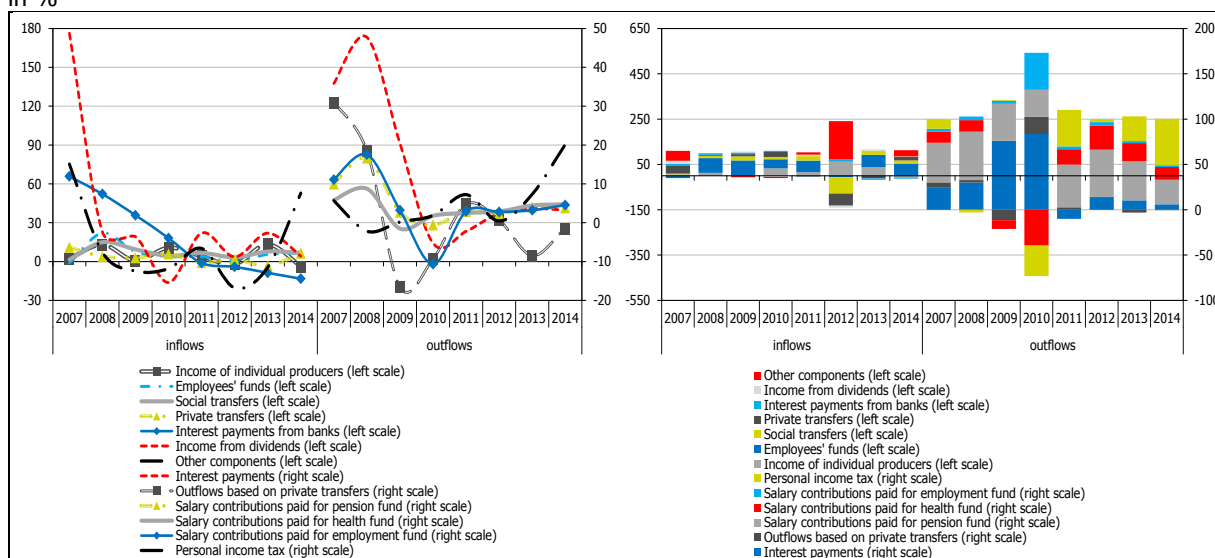 in %
180
150
120
90
60
30
0
-30
50
40
30
20
10
0
-10
-20
2007 2008 2009 2010 2011 2012 2013 2014 2007 2008 2009 2010 2011 2012 2013 2014
inflows outflows
Income of individual producers (left scale)
Employees' funds (left scale)
Social transfers (left scale)
Private transfers (left scale)
Interest payments from banks (left scale)
Income from dividends (left scale)
Other components (left scale)
Interest payments (right scale)
Outflows based on private transfers (right scale)
Salary contributions paid for pension fund (right scale)
Salary contributions paid for health fund (right scale)
Salary contributions paid for employment fund (right scale)
Personal income tax (right scale)
650
450
250
50
-150
-350
-550
200
150
100
50
0
-50
-100
2007 2008 2009 2010 2011 2012 2013 2014 2007 2008 2009 2010 2011 2012 2013 2014
inflows outflows
Other components (left scale)
Income from dividends (left scale)
Interest payments from banks (left scale)
Private transfers (left scale)
Social transfers (left scale)
Employees' funds (left scale)
Income of individual producers (left scale)
Personal income tax (right scale)
Salary contributions paid for employment fund (right scale)
Salary contributions paid for health fund (right scale)
Salary contributions paid for pension fund (right scale)
Outflows based on private transfers (right scale)
Interest payments (right scale)